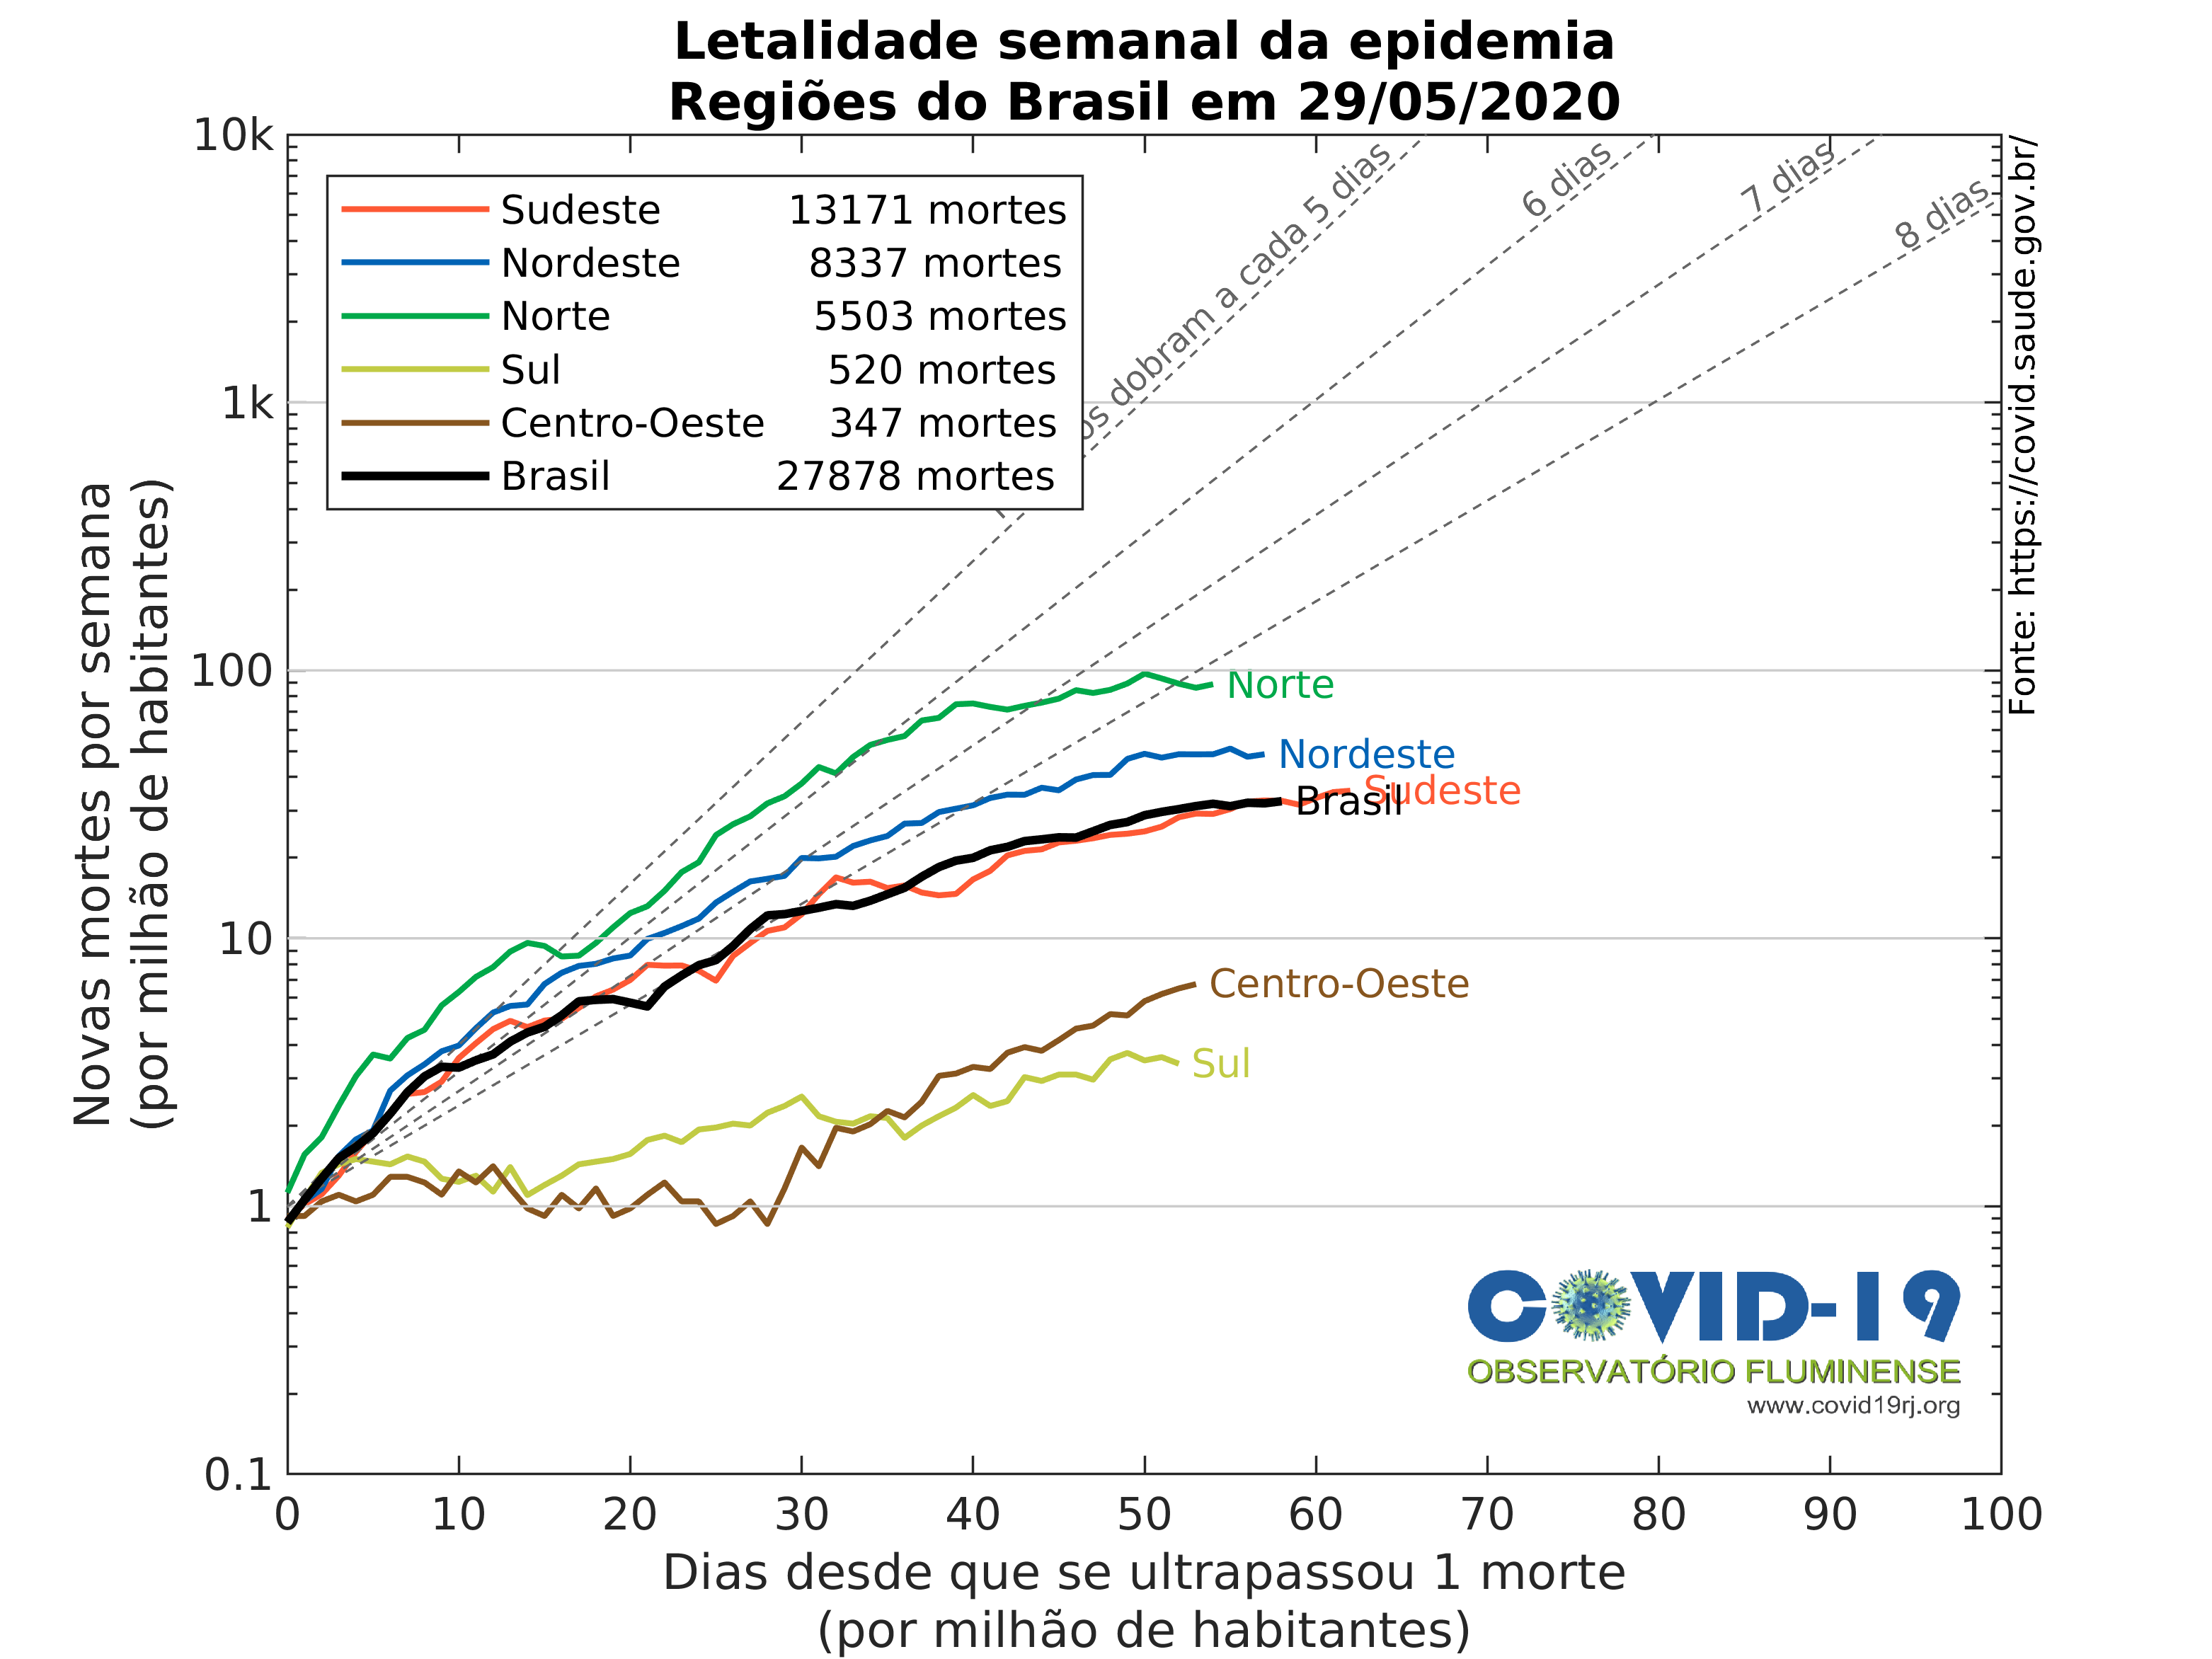 Letalidade semanal da epidemia
Regiões do Brasil em 29/05/2020
10k
1k
100
10
1
0.1
Novas mortes por semana
(por milhão de habitantes)
Sudeste 13171 mortes
Nordeste 8337 mortes
Norte 5503 mortes
Sul 520 mortes
Centro-Oeste 347 mortes
Brasil 27878 mortes
dobram a cada 5 dias
6 dias
7 dias
8 dias
Fonte: https://covid.saude.gov.br/
Norte
Nordeste
Sudeste
Brasil
Centro-Oeste
Sul
COVID-19
OBSERVATÓRIO FLUMINENSE
www.covid19rj.org
0 10 20 30 40 50 60 70 80 90 100
Dias desde que se ultrapassou 1 morte
(por milhão de habitantes)